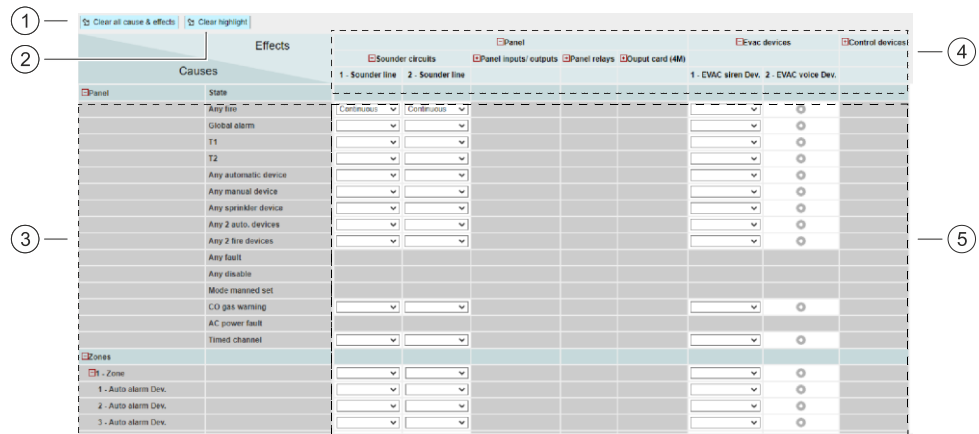 1
Clear all cause & effects Clear highlight
2
Effects
Causes
Panel Evac devices Control devices
Sounder circuits Panel inputs/ outputs Panel relays Ouput card (4M)
1 - Sounder line 2 - Sounder line 1 - EVAC siren Dev. 2 - EVAC voice Dev.
4
Panel State
Any fire Continuous Continuous
Global alarm
T1
T2
Any automatic device
Any manual device
Any sprinkler device
Any 2 auto. devices
3
Any 2 fire devices
5
Any fault
Any disable
Mode manned set
CO gas warning
AC power fault
Timed channel
Zones
1 - Zone
1 - Auto alarm Dev.
2 - Auto alarm Dev.
3 - Auto alarm Dev.